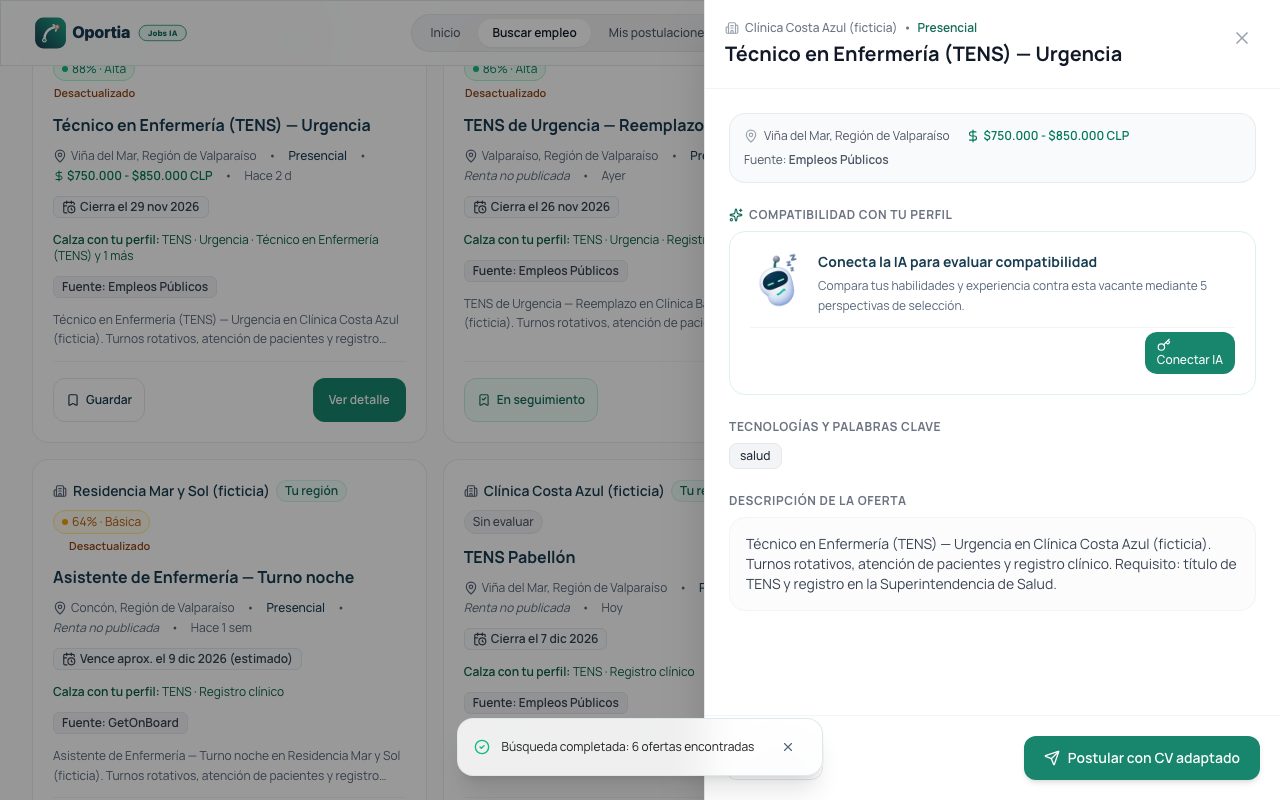 Oportia Jobs IA
Inicio Buscar empleo Mis postulaciones
88% · Alta
Desactualizado
Técnico en Enfermería (TENS) — Urgencia
Viña del Mar, Región de Valparaíso • Presencial •
$750.000 - $850.000 CLP • Hace 2 d
Cierra el 29 nov 2026
Calza con tu perfil: TENS · Urgencia · Técnico en Enfermería
(TENS) y 1 más
Fuente: Empleos Públicos
Técnico en Enfermería (TENS) — Urgencia en Clínica Costa Azul
(ficticia). Turnos rotativos, atención de pacientes y registro…
Guardar
Ver detalle
86% · Alta
Desactualizado
TENS de Urgencia — Reemplazo
Valparaíso, Región de Valparaíso •
Renta no publicada • Ayer
Cierra el 26 nov 2026
Calza con tu perfil: TENS · Urgencia ·
Fuente: Empleos Públicos
TENS de Urgencia — Reemplazo en Clínica
(ficticia). Turnos rotativos, atención de
En seguimiento
Residencia Mar y Sol (ficticia) Tu región
64% · Básica
Desactualizado
Asistente de Enfermería — Turno noche
Concón, Región de Valparaíso • Presencial •
Renta no publicada • Hace 1 sem
Vence aprox. el 9 dic 2026 (estimado)
Calza con tu perfil: TENS · Registro clínico
Fuente: GetOnBoard
Asistente de Enfermería — Turno noche en Residencia Mar y Sol
(ficticia). Turnos rotativos, atención de pacientes y registro…
Clínica Costa Azul (ficticia) Tu
Sin evaluar
TENS Pabellón
Viña del Mar, Región de Valparaíso •
Renta no publicada • Hoy
Cierra el 7 dic 2026
Calza con tu perfil: TENS · Registro clínico
Fuente: Empleos Públicos
Búsqueda completada: 6 ofertas encontradas
Clínica Costa Azul (ficticia) • Presencial
Técnico en Enfermería (TENS) — Urgencia
Viña del Mar, Región de Valparaíso $750.000 - $850.000 CLP
Fuente: Empleos Públicos
COMPATIBILIDAD CON TU PERFIL
Conecta la IA para evaluar compatibilidad
Compara tus habilidades y experiencia contra esta vacante mediante 5
perspectivas de selección.
Conectar IA
TECNOLOGÍAS Y PALABRAS CLAVE
salud
DESCRIPCIÓN DE LA OFERTA
Técnico en Enfermería (TENS) — Urgencia en Clínica Costa Azul (ficticia).
Turnos rotativos, atención de pacientes y registro clínico. Requisito: título de
TENS y registro en la Superintendencia de Salud.
Postular con CV adaptado